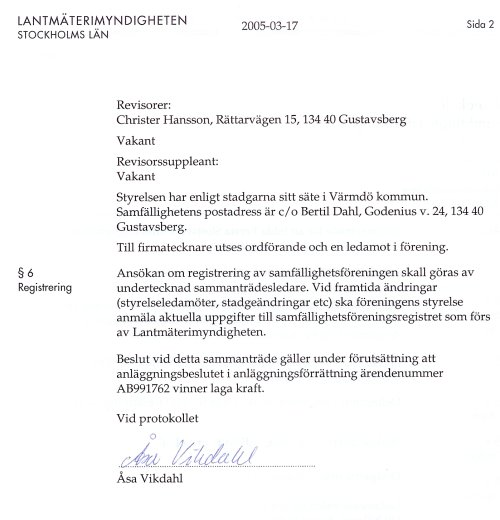 LANTMÄTERIMYNDIGHETEN 2005-03-17 Sida 2
STOCKHOLMS LÄN
Revisorer:
Christer Hansson, Rättarvägen 15, 134 40 Gustavsberg
Vakant
Revisorssuppleant:
Vakant
Styrelsen har enligt stadgarna sitt säte i Värmdö kommun.
Samfällighetens postadress är c/o Bertil Dahl, Godenius v. 24, 134 40
Gustavsberg.
Till firmatecknare utses ordförande och en ledamot i förening.
§ 6 Ansökan om registrering av samfällighetsföreningen skall göras av
Registrering undertecknad sammanträdesledare. Vid framtida ändringar
(styrelseledamöter, stadgeändringar etc) ska föreningens styrelse
anmäla aktuella uppgifter till samfällighetsföreningsregistret som förs
av Lantmäterimyndigheten.
Beslut vid detta sammanträde gäller under förutsättning att
anläggningsbeslutet i anläggningsförrättning ärendenummer
AB991762 vinner laga kraft.
Vid protokollet
Åsa Vikdahl
Åsa Vikdahl